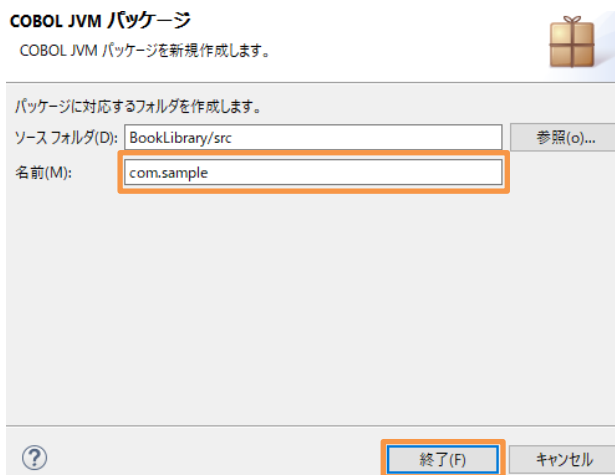 COBOL JVM パッケージ
COBOL JVM パッケージを新規作成します。
パッケージに対応するフォルダを作成します。
ソース フォルダ(D): BookLibrary/src 参照(o)...
名前(M): com.sample
? 終了(F) キャンセル